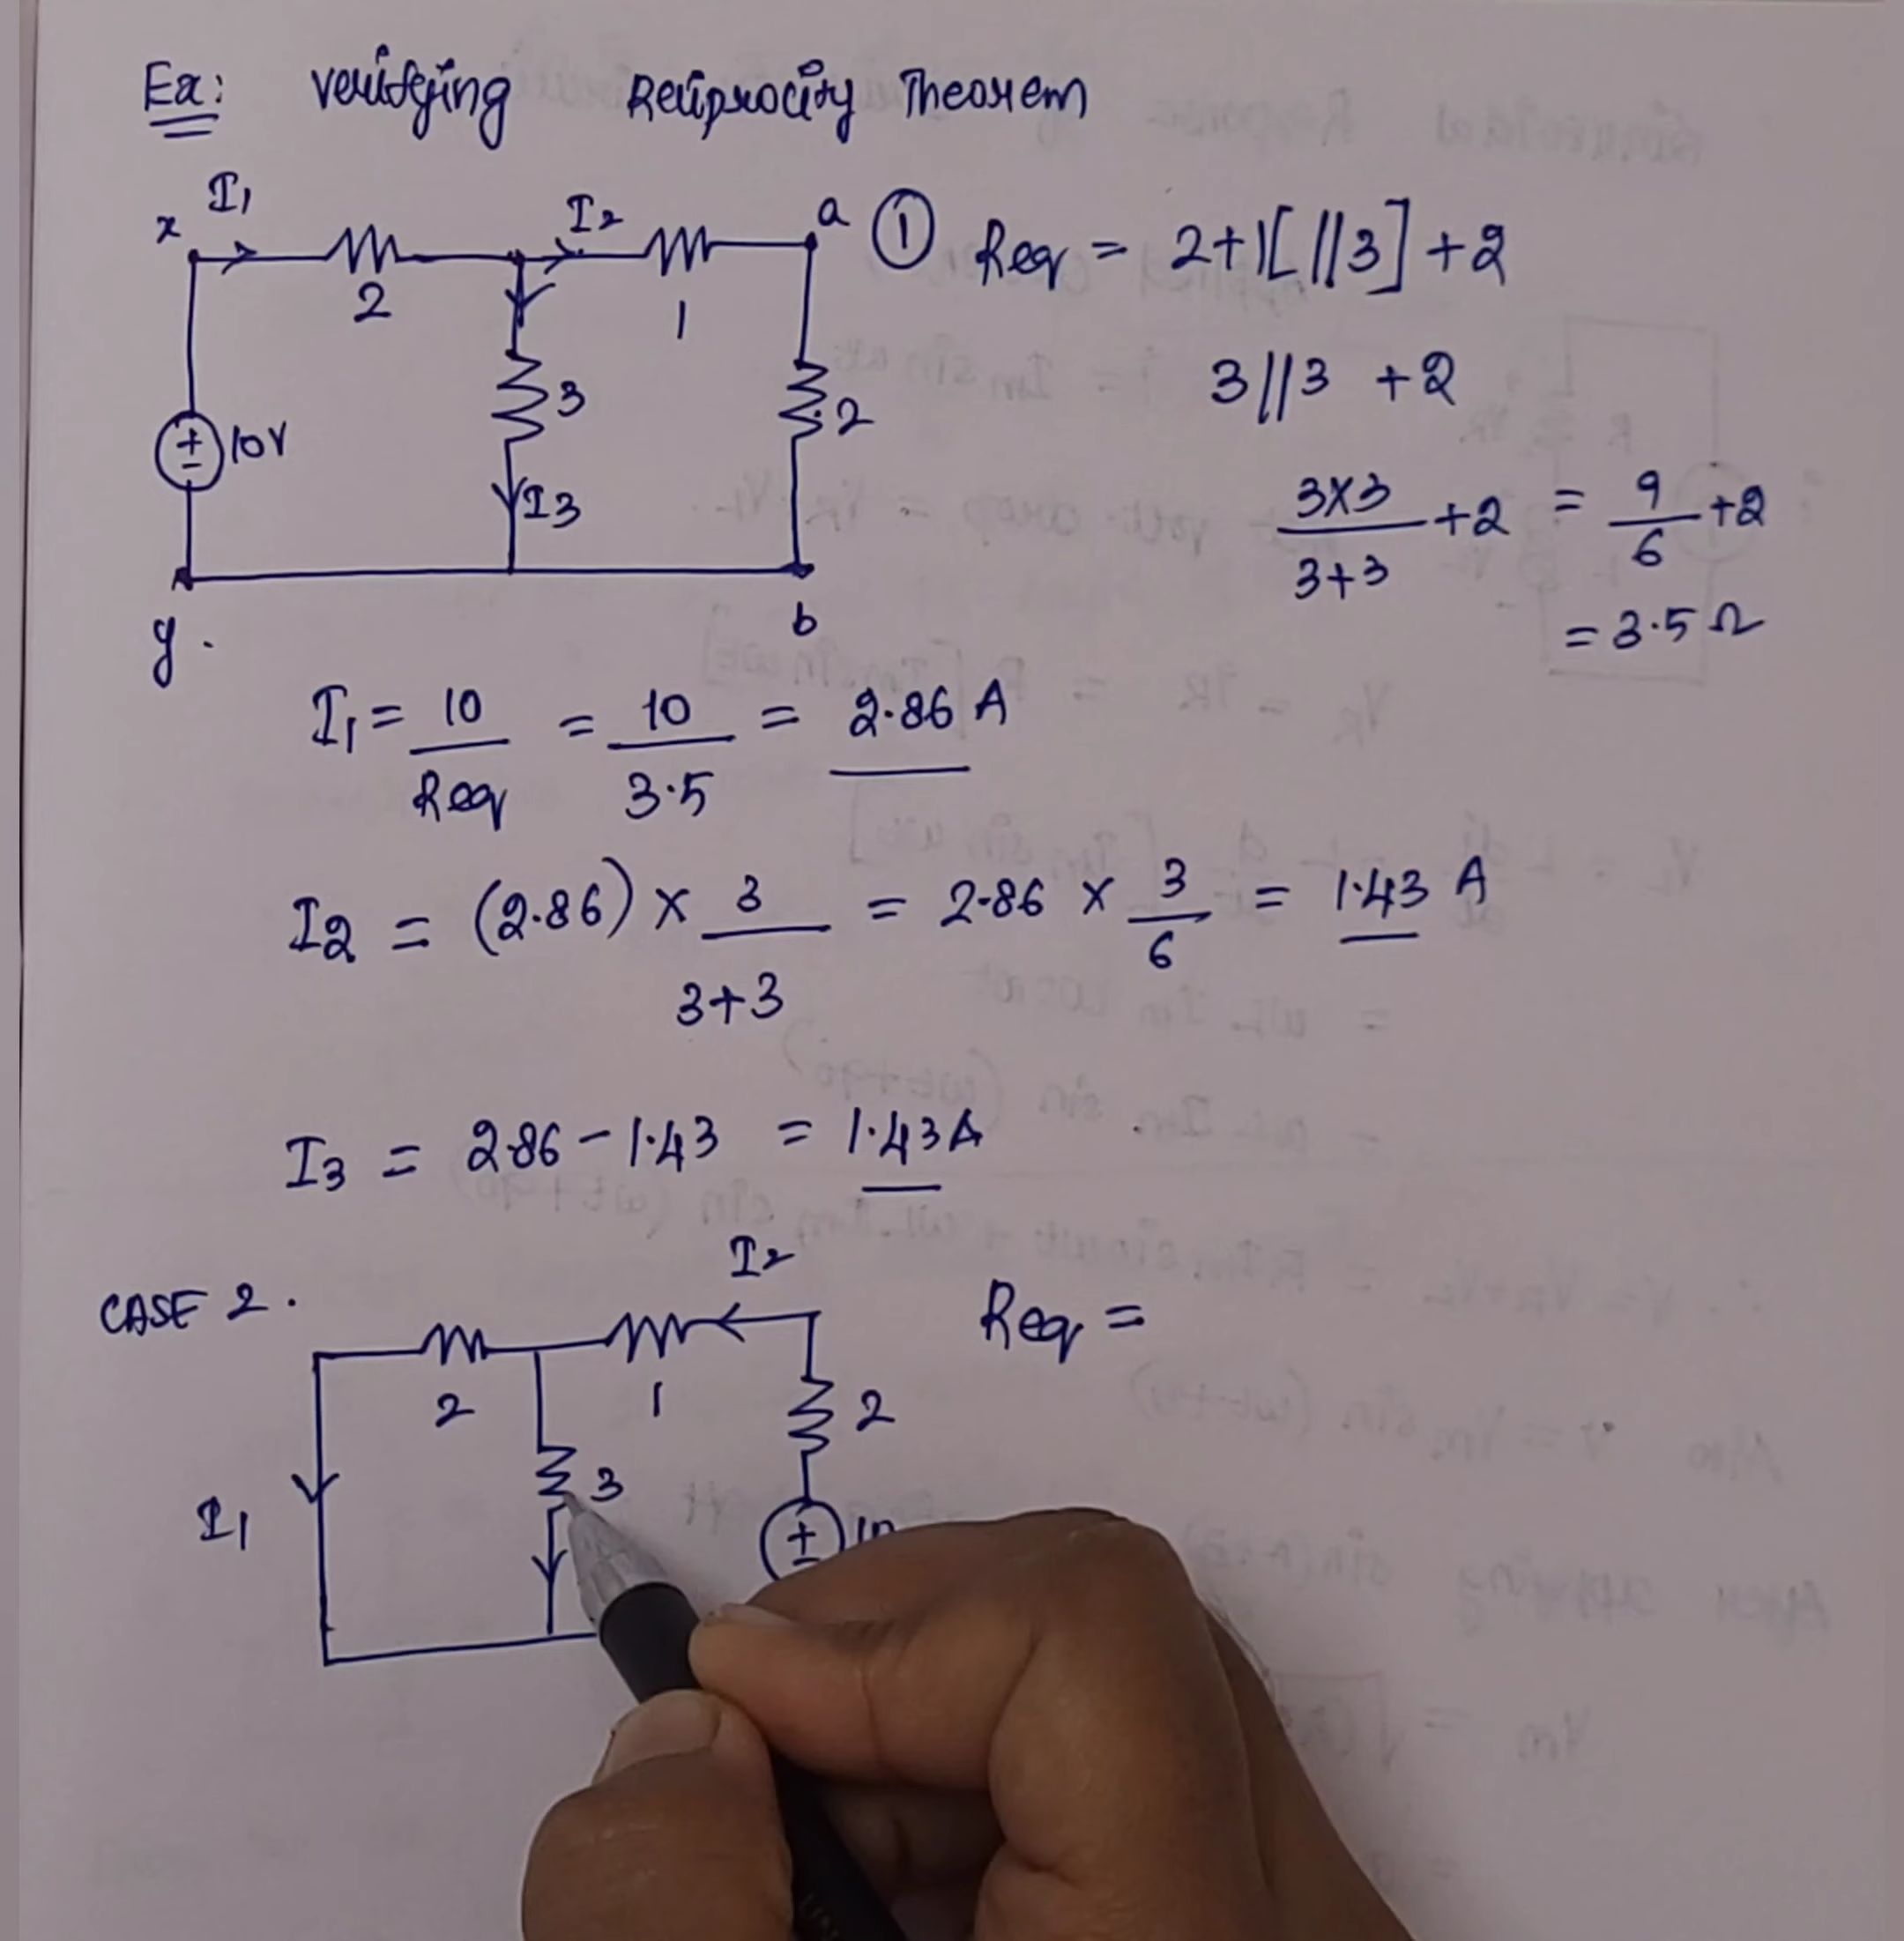 Ex: Verifying Reciprocity Theorem
x I1 I2 a
2 1
10V 3 2
I3
y. b
① Req = 2+1[//3]+2
3//3 +2
3×3/3+3 +2 = 9/6 +2
= 3.5 Ω
I1 = 10/Req = 10/3.5 = 2.86 A
I2 = (2.86) × 3/3+3 = 2.86 × 3/6 = 1.43 A
I3 = 2.86 - 1.43 = 1.43A
CASE 2. I2 Req =
2 1 2
I1 3